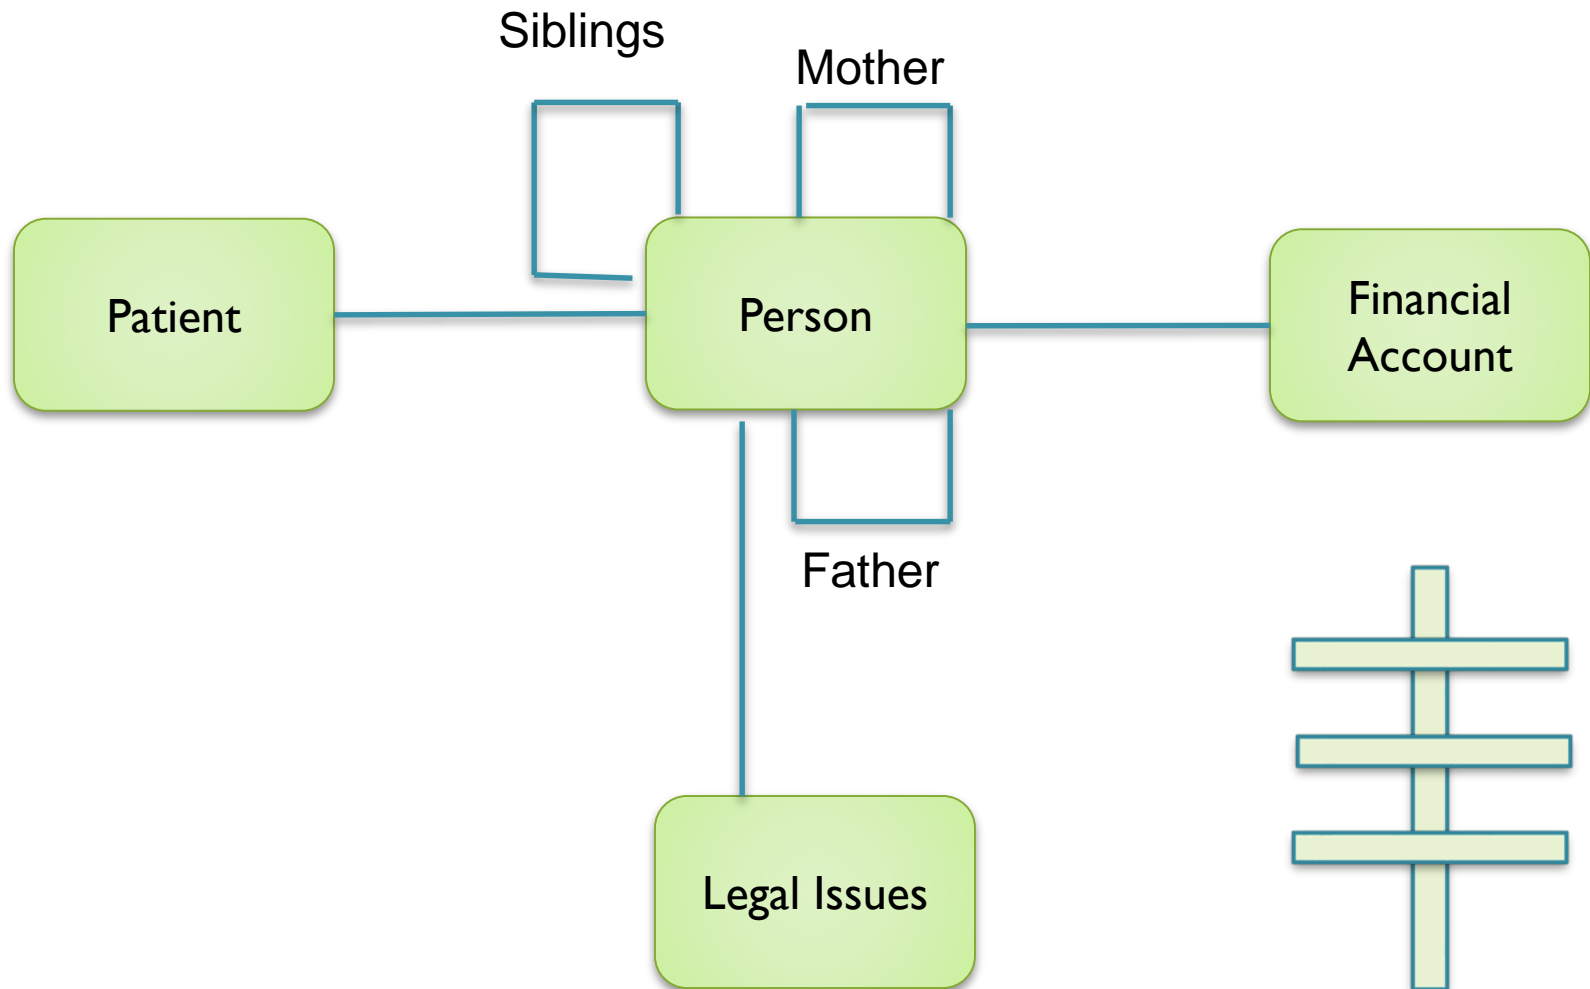 Siblings
Mother
Patient
Person
Financial
Account
Father
Legal Issues